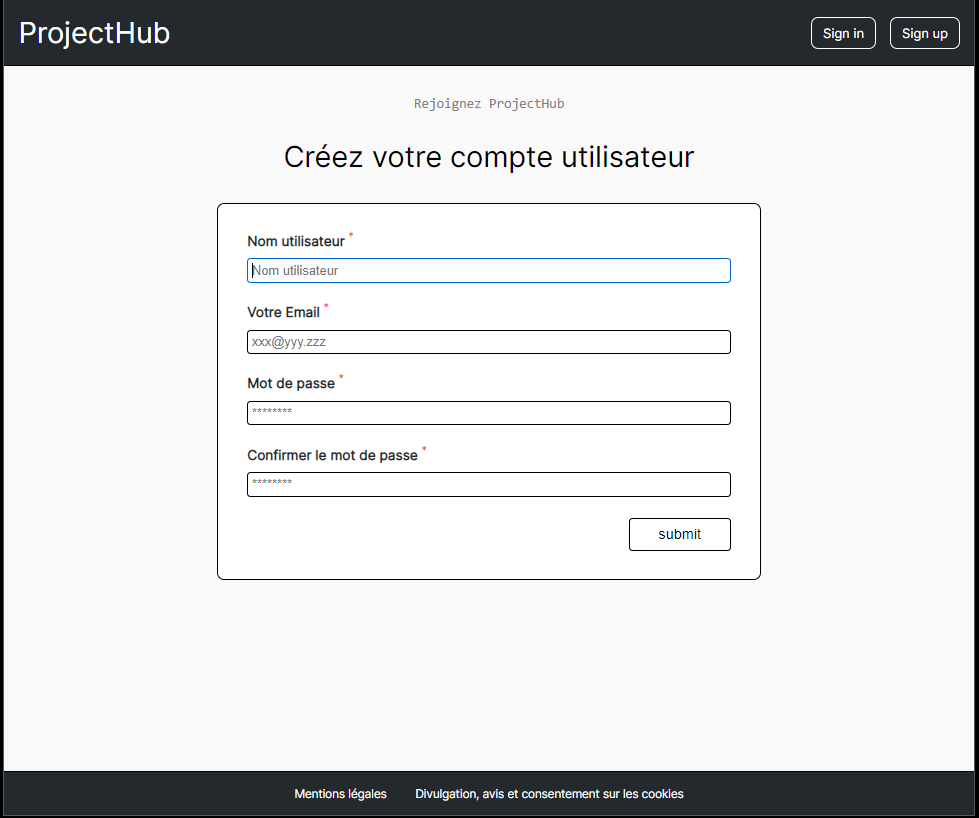 ProjectHub
Sign in
Sign up
Rejoignez ProjectHub
Créez votre compte utilisateur
Nom utilisateur *
Nom utilisateur
Votre Email *
xxx@yyy.zzz
Mot de passe *
********
Confirmer le mot de passe *
********
submit
Mentions légales
Divulgation, avis et consentement sur les cookies